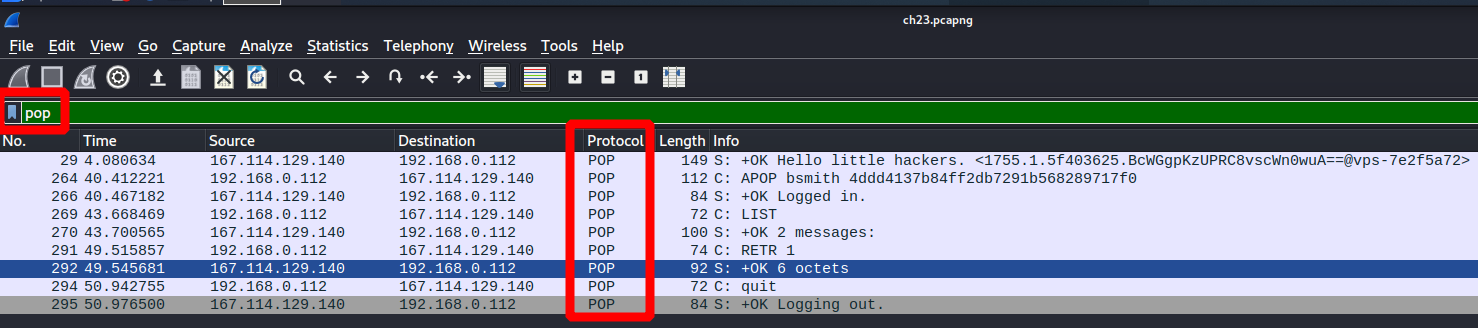 ch23.pcapng
File Edit View Go Capture Analyze Statistics Telephony Wireless Tools Help
pop
No. Time Source Destination Protocol Length Info
29 4.080634 167.114.129.140 192.168.0.112 POP 149 S: +OK Hello little hackers. <1755.1.5f403625.BcWGgpKzUPRC8vscWn0wuA==@vps-7e2f5a72>
264 40.412221 192.168.0.112 167.114.129.140 POP 112 C: APOP bsmith 4ddd4137b84ff2db7291b568289717f0
266 40.467182 167.114.129.140 192.168.0.112 POP 84 S: +OK Logged in.
269 43.668469 192.168.0.112 167.114.129.140 POP 72 C: LIST
270 43.700565 167.114.129.140 192.168.0.112 POP 100 S: +OK 2 messages:
291 49.515857 192.168.0.112 167.114.129.140 POP 74 C: RETR 1
292 49.545681 167.114.129.140 192.168.0.112 POP 92 S: +OK 6 octets
294 50.942755 192.168.0.112 167.114.129.140 POP 72 C: quit
295 50.976500 167.114.129.140 192.168.0.112 POP 84 S: +OK Logging out.